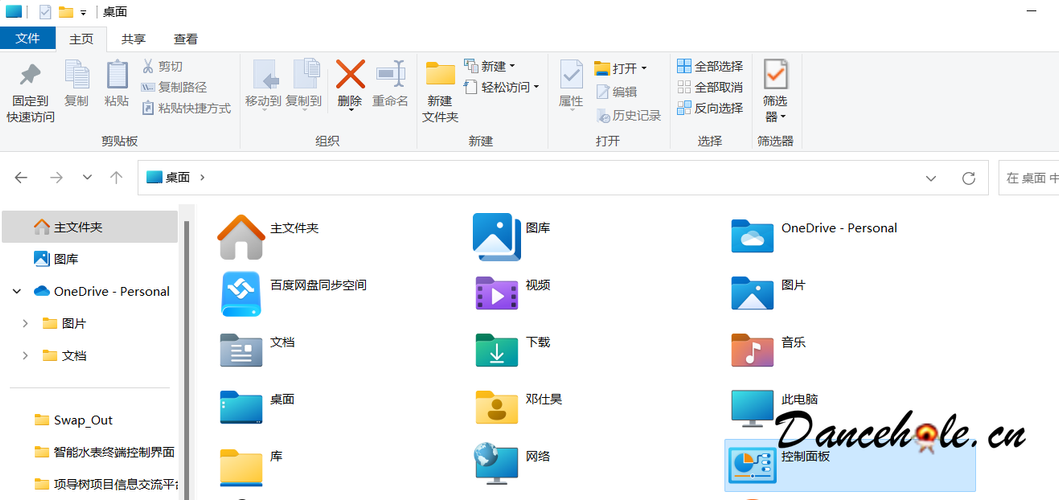 桌面
文件 主页 共享 查看
固定到
快速访问
复制
粘贴
剪切
复制路径
粘贴快捷方式
剪贴板
移动到
复制到
删除
重命名
组织
新建
文件夹
新建
轻松访问
新建
属性
打开
编辑
历史记录
打开
全部选择
全部取消
反向选择
选择
筛选
器
筛选器
桌面
在 桌面 中
主文件夹
图库
OneDrive - Personal
图片
文档
Swap_Out
智能水表终端控制界面
项导树项目信息交流平台
主文件夹
图库
OneDrive - Personal
百度网盘同步空间
视频
图片
文档
下载
音乐
桌面
邓仕昊
此电脑
库
网络
控制面板
Dancehole.cn